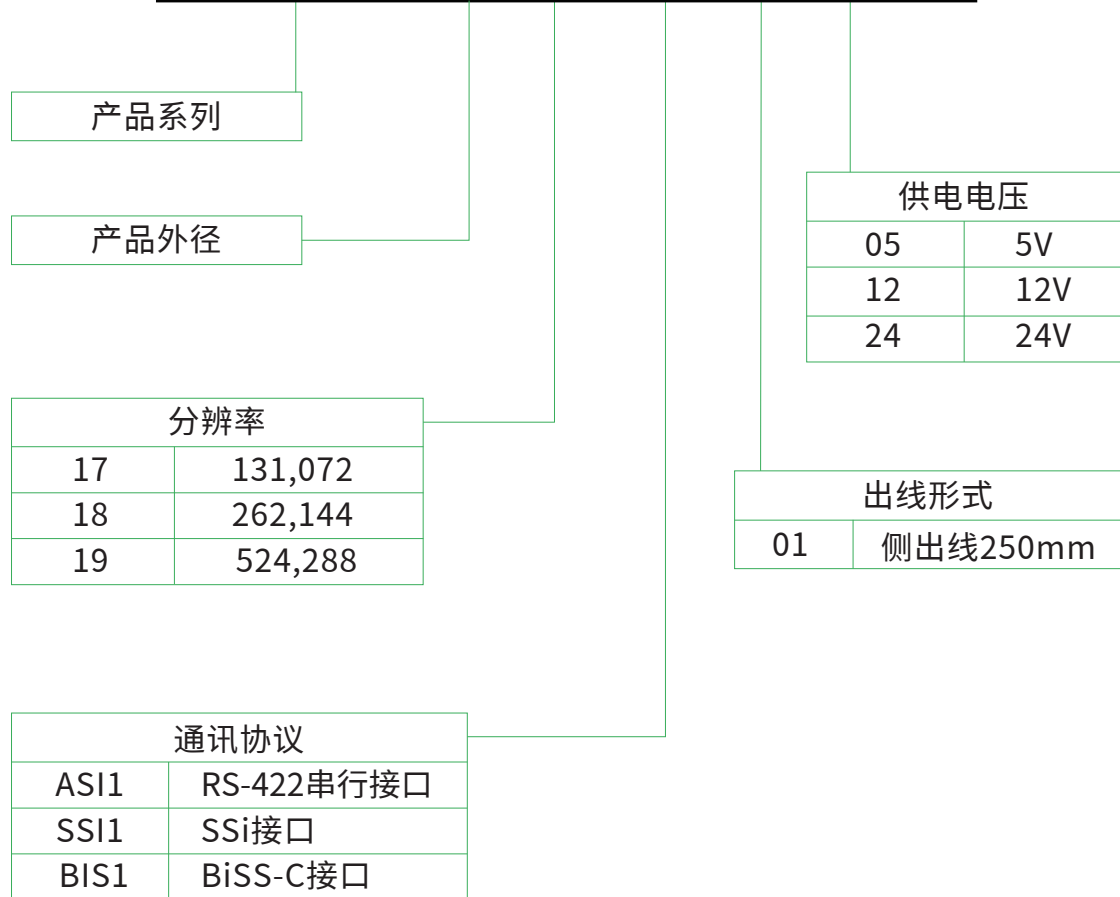 产品系列
产品外径
供电电压
05 5V
12 12V
24 24V
分辨率
17 131,072
18 262,144
19 524,288
出线形式
01 侧出线250mm
通讯协议
ASI1 RS-422串行接口
SSI1 SSi接口
BIS1 BiSS-C接口